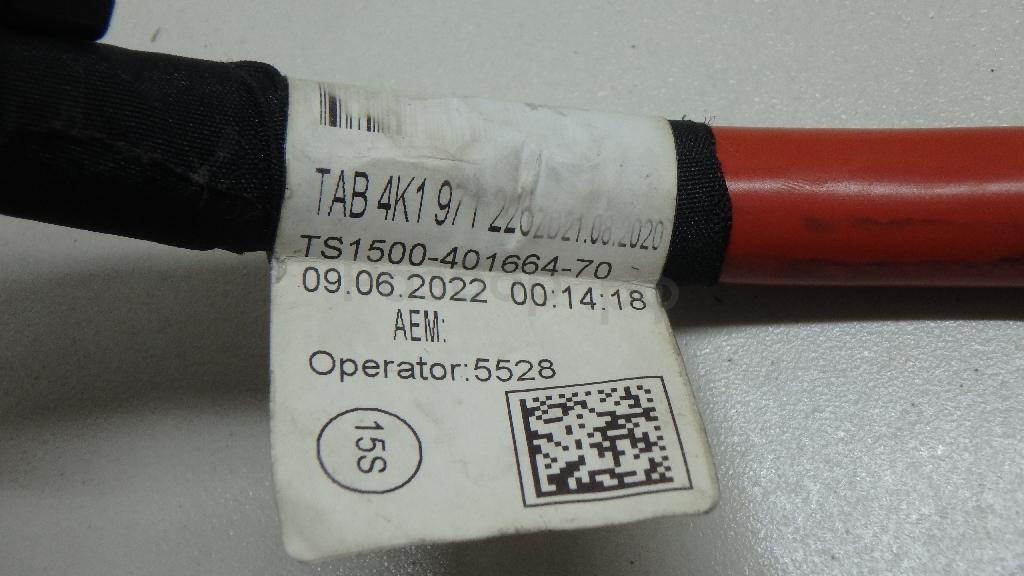 TAB 4K1 971 228 21.08.2020
TS1500-401664-70
09.06.2022 00:14:18
AEM:
Operator:5528
15S